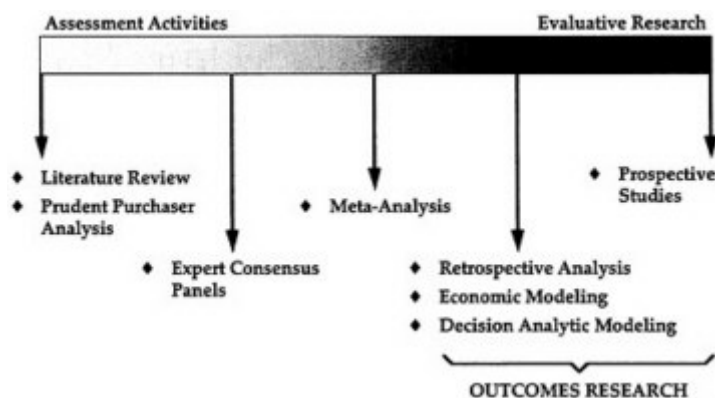 Assessment Activities
Evaluative Research
Literature Review
Prudent Purchaser
Analysis
Expert Consensus
Panels
Meta-Analysis
Retrospective Analysis
Economic Modeling
Decision Analytic Modeling
Prospective
Studies
OUTCOMES RESEARCH